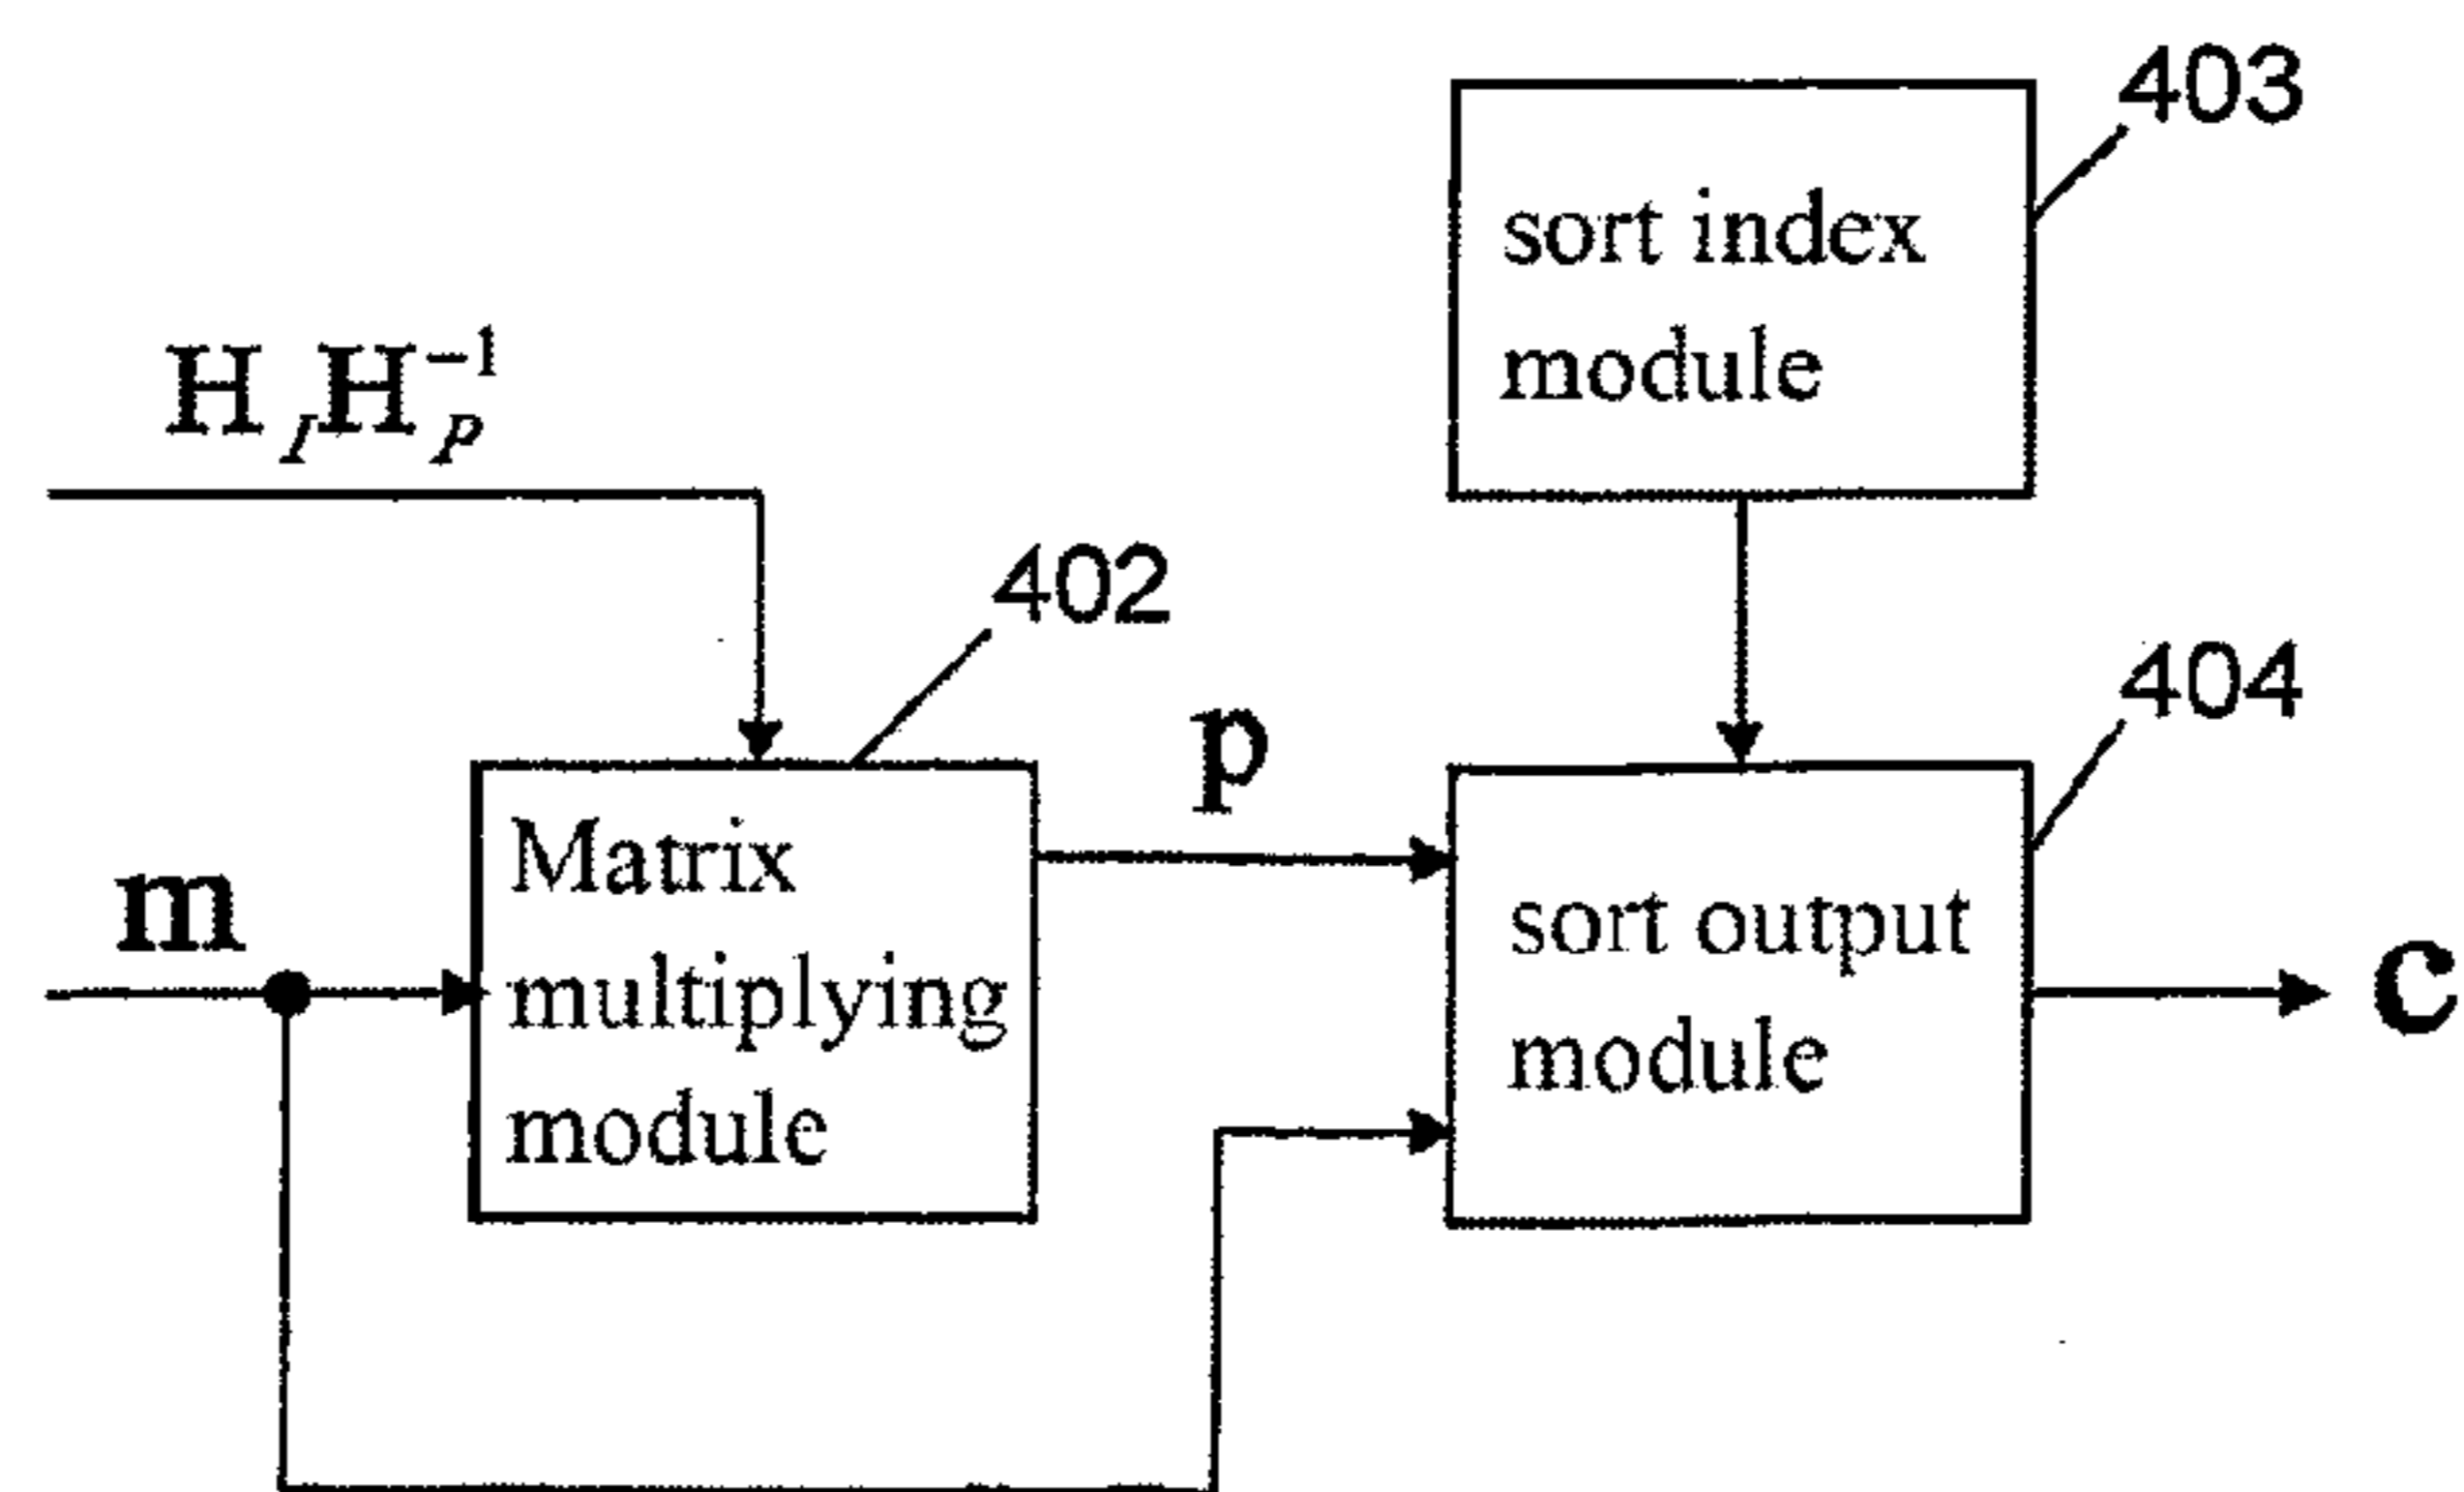 403
sort index
module
H_I H_P^{-1}
402
404
p
Matrix
multiplying
module
m
sort output
module
c